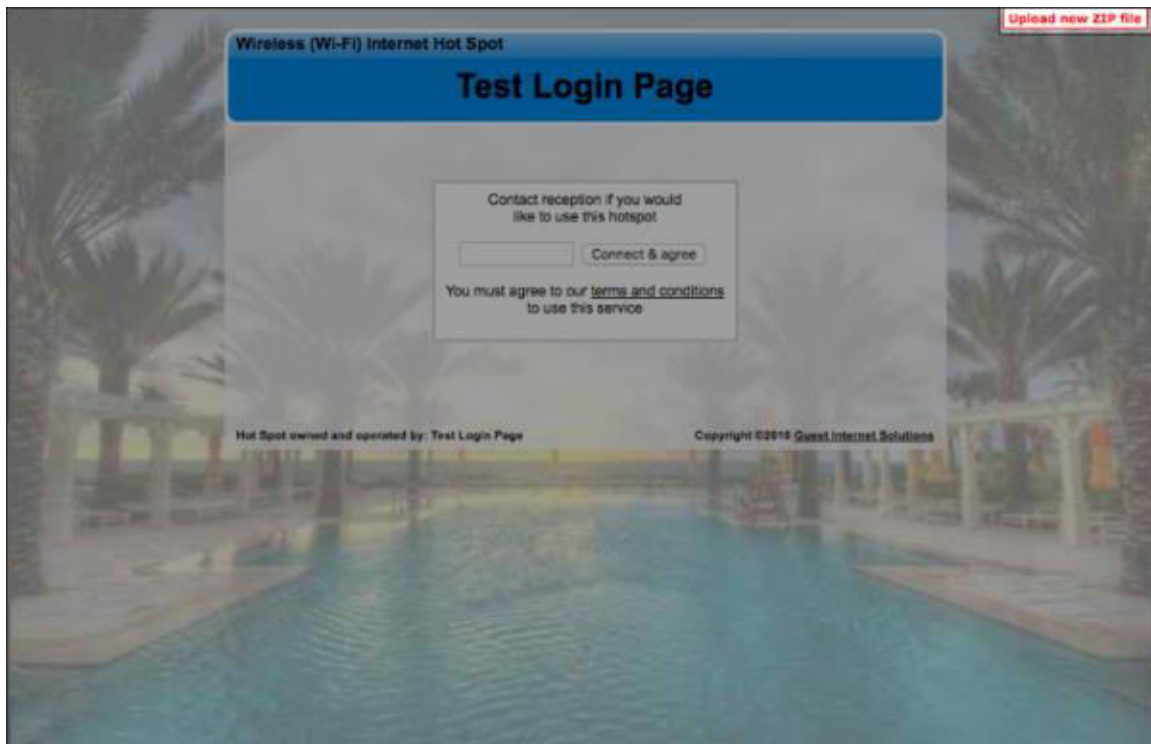 Upload new ZIP file
Wireless (Wi-Fi) Internet Hot Spot
Test Login Page
Contact reception if you would
like to use this hotspot
Connect & agree
You must agree to our terms and conditions
to use this service
Hot Spot owned and operated by: Test Login Page
Copyright ©2018 Guest Internet Solutions